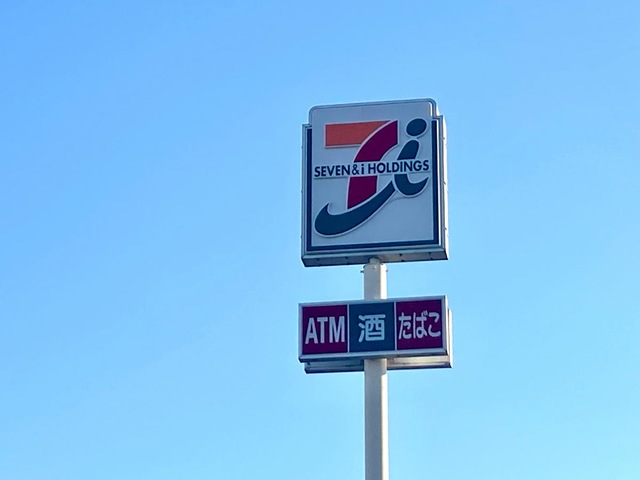 SEVEN&i HOLDINGS
ATM 酒 たばこ